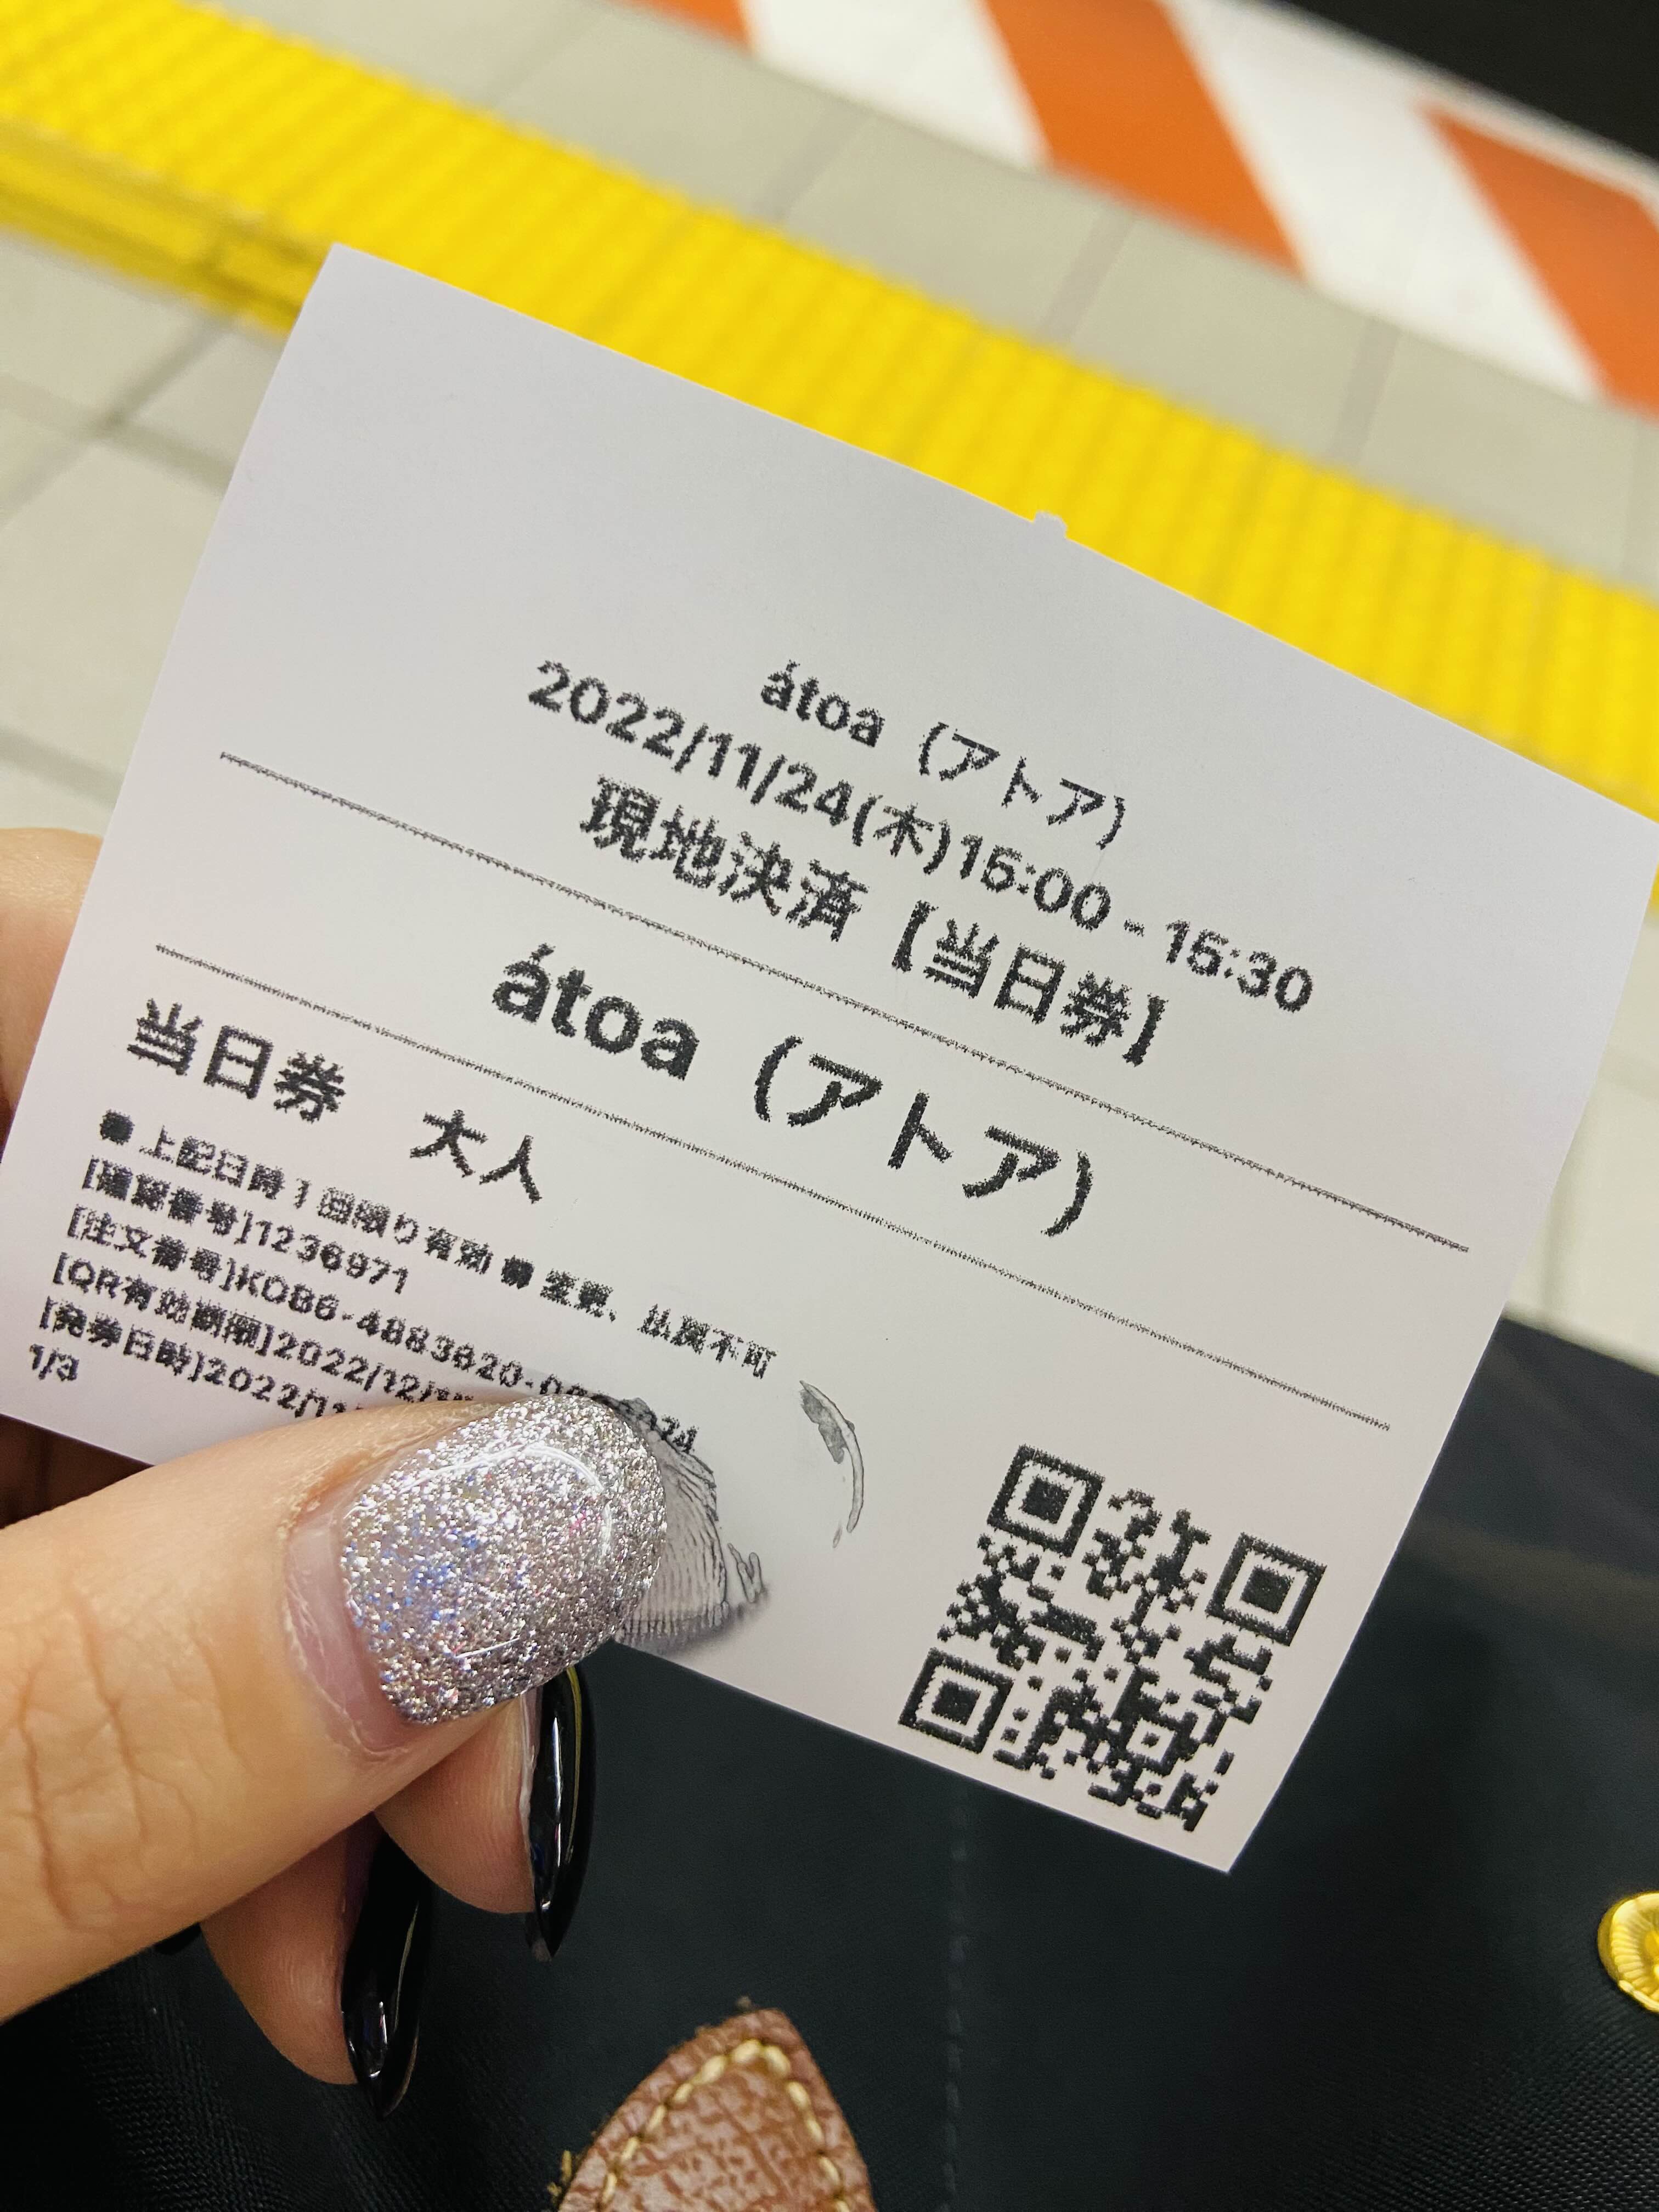 átoa（アトア）
2022/11/24(木)15:00 - 15:30
現地決済【当日券】
átoa（アトア）
当日券　大人
上記日時１回限り有効 変更、払戻不可
[確認番号]1236971
[注文番号]KOB6-4883620-
[QR有効期限]2022/12/
[発券日時]2022/11
1/3